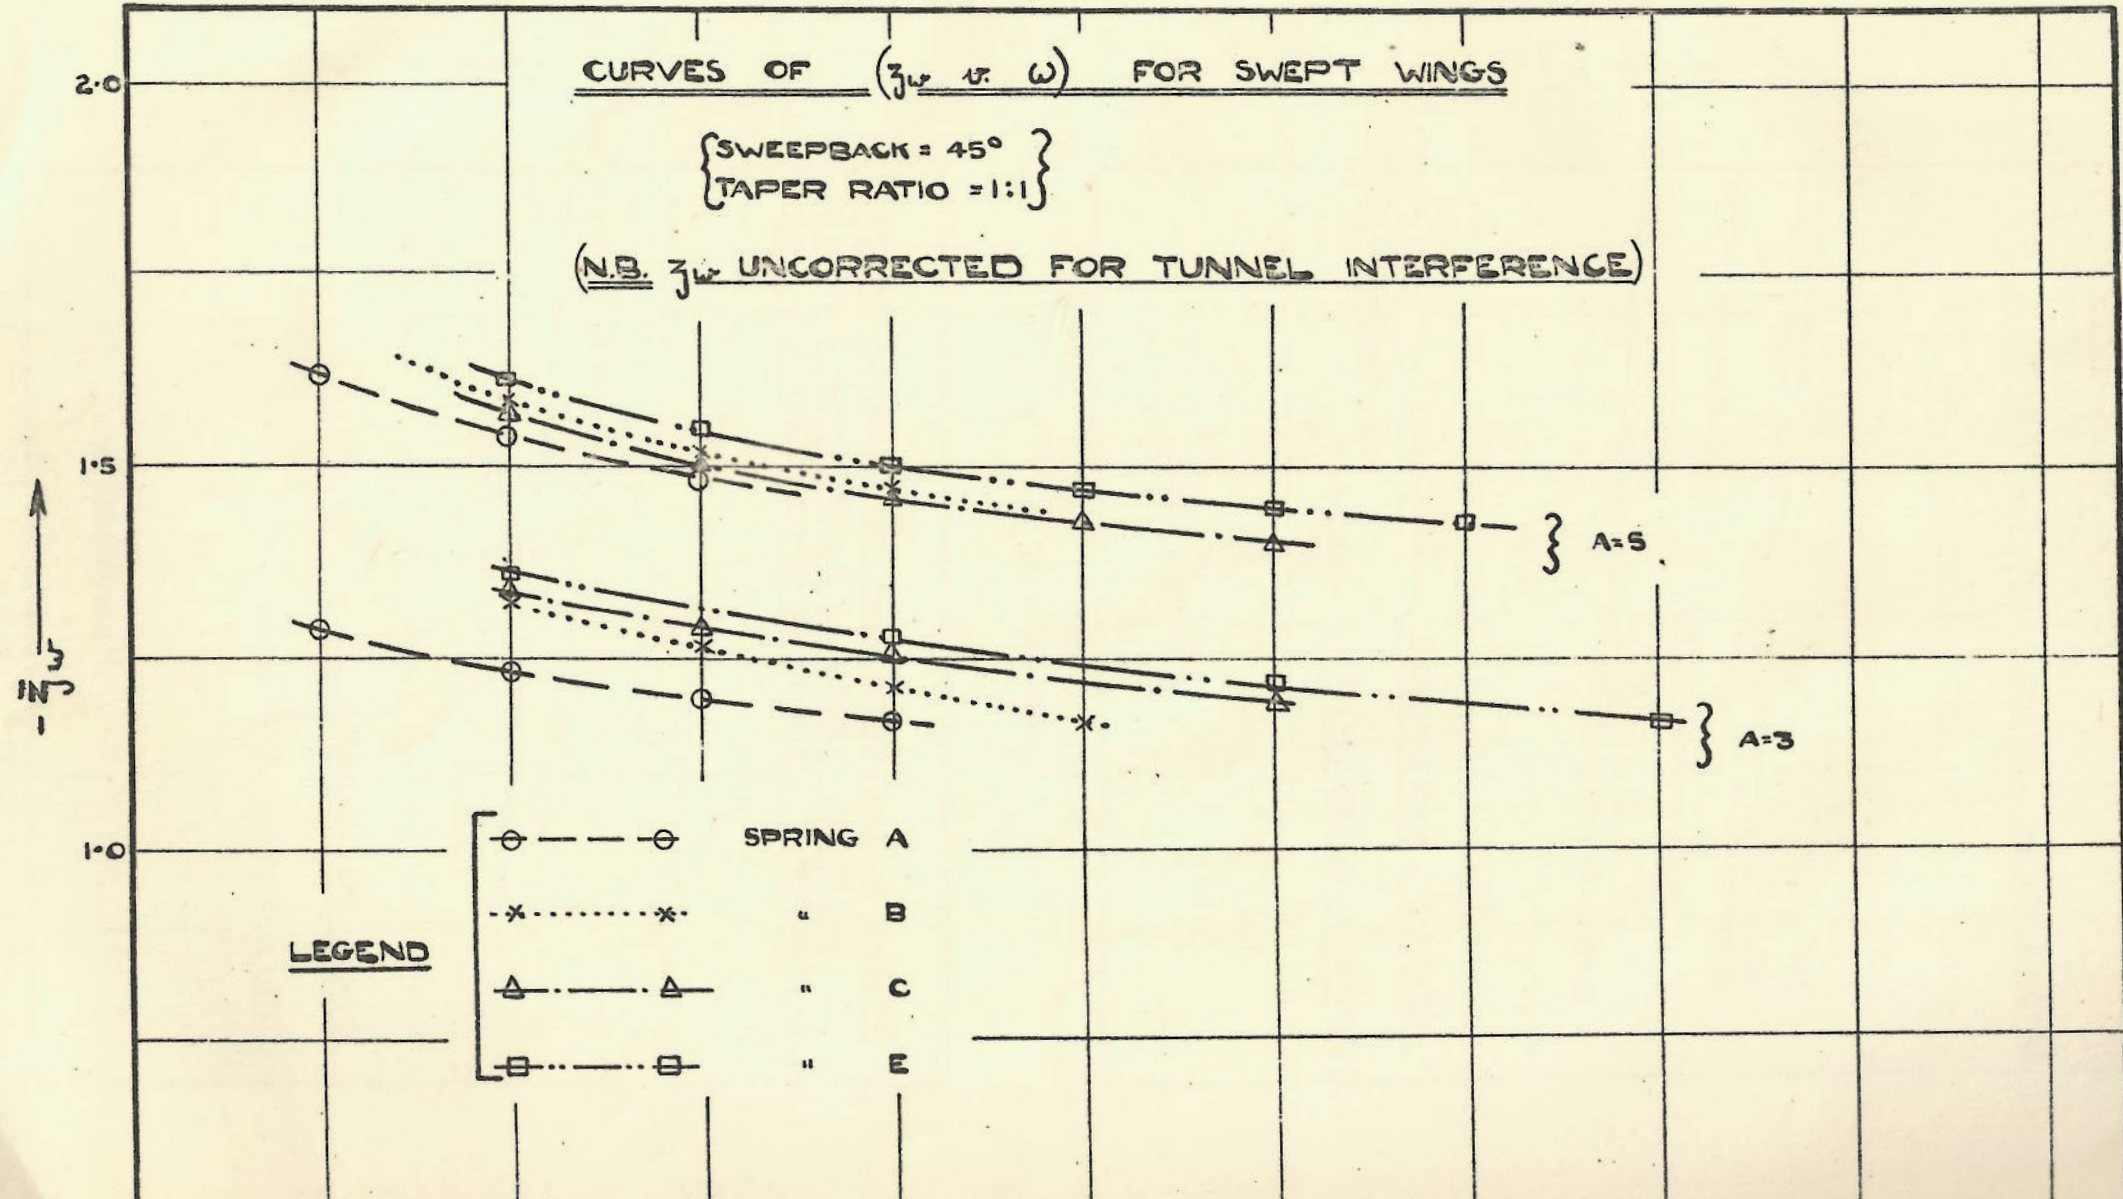 CURVES OF (zw v. ω) FOR SWEPT WINGS
{SWEEPBACK = 45°}
{TAPER RATIO = 1:1}
(N.B. zw UNCORRECTED FOR TUNNEL INTERFERENCE)
2·0
1·5
A=5
-zw
A=3
1·0
LEGEND
SPRING A
" B
" C
" E